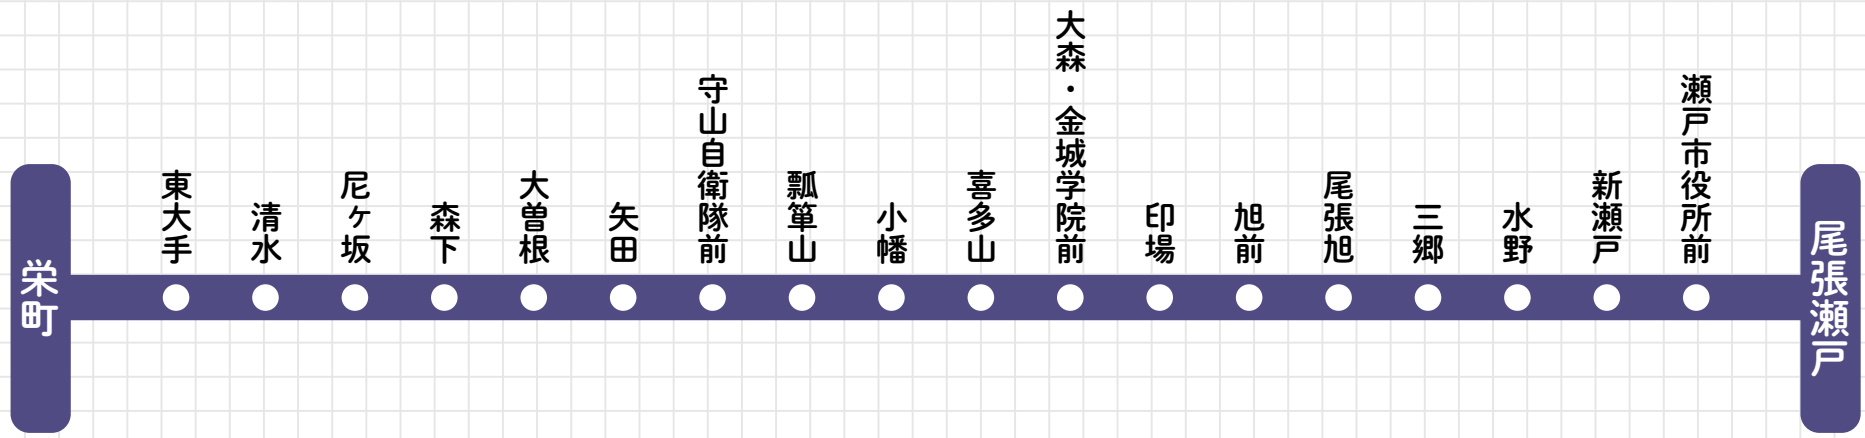 栄町
東大手
清水
尼ヶ坂
森下
大曽根
矢田
守山自衛隊前
瓢箪山
小幡
喜多山
大森・金城学院前
印場
旭前
尾張旭
三郷
水野
新瀬戸
瀬戸市役所前
尾張瀬戸